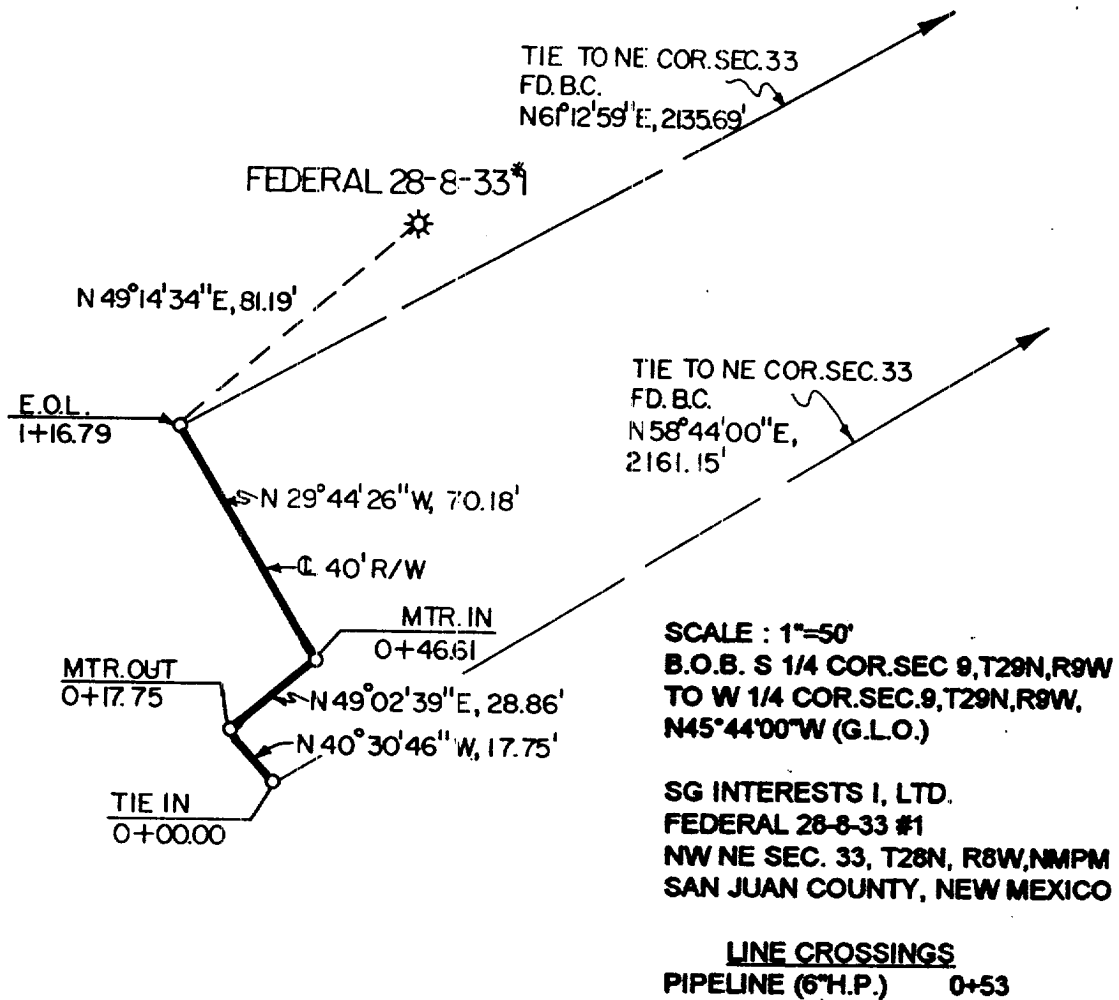 TIE TO NE COR.SEC.33
FD.B.C.
N61°12'59"E, 2135.69'
FEDERAL 28-8-33#1
N 49°14'34"E, 81.19'
TIE TO NE COR.SEC.33
FD.B.C.
N 58°44'00"E,
2161.15'
E.O.L.
1+16.79
N 29°44'26"W, 70.18'
℄ 40' R/W
MTR. IN
0+46.61
MTR.OUT
0+17.75
N 49°02'39"E, 28.86'
N 40°30'46"W, 17.75'
TIE IN
0+00.00
SCALE : 1"=50'
B.O.B. S 1/4 COR.SEC 9,T29N,R9W
TO W 1/4 COR.SEC.9,T29N,R9W,
N45°44'00"W (G.L.O.)
SG INTERESTS I, LTD.
FEDERAL 28-8-33 #1
NW NE SEC. 33, T28N, R8W,NMPM
SAN JUAN COUNTY, NEW MEXICO
LINE CROSSINGS
PIPELINE (6"H.P.) 0+53